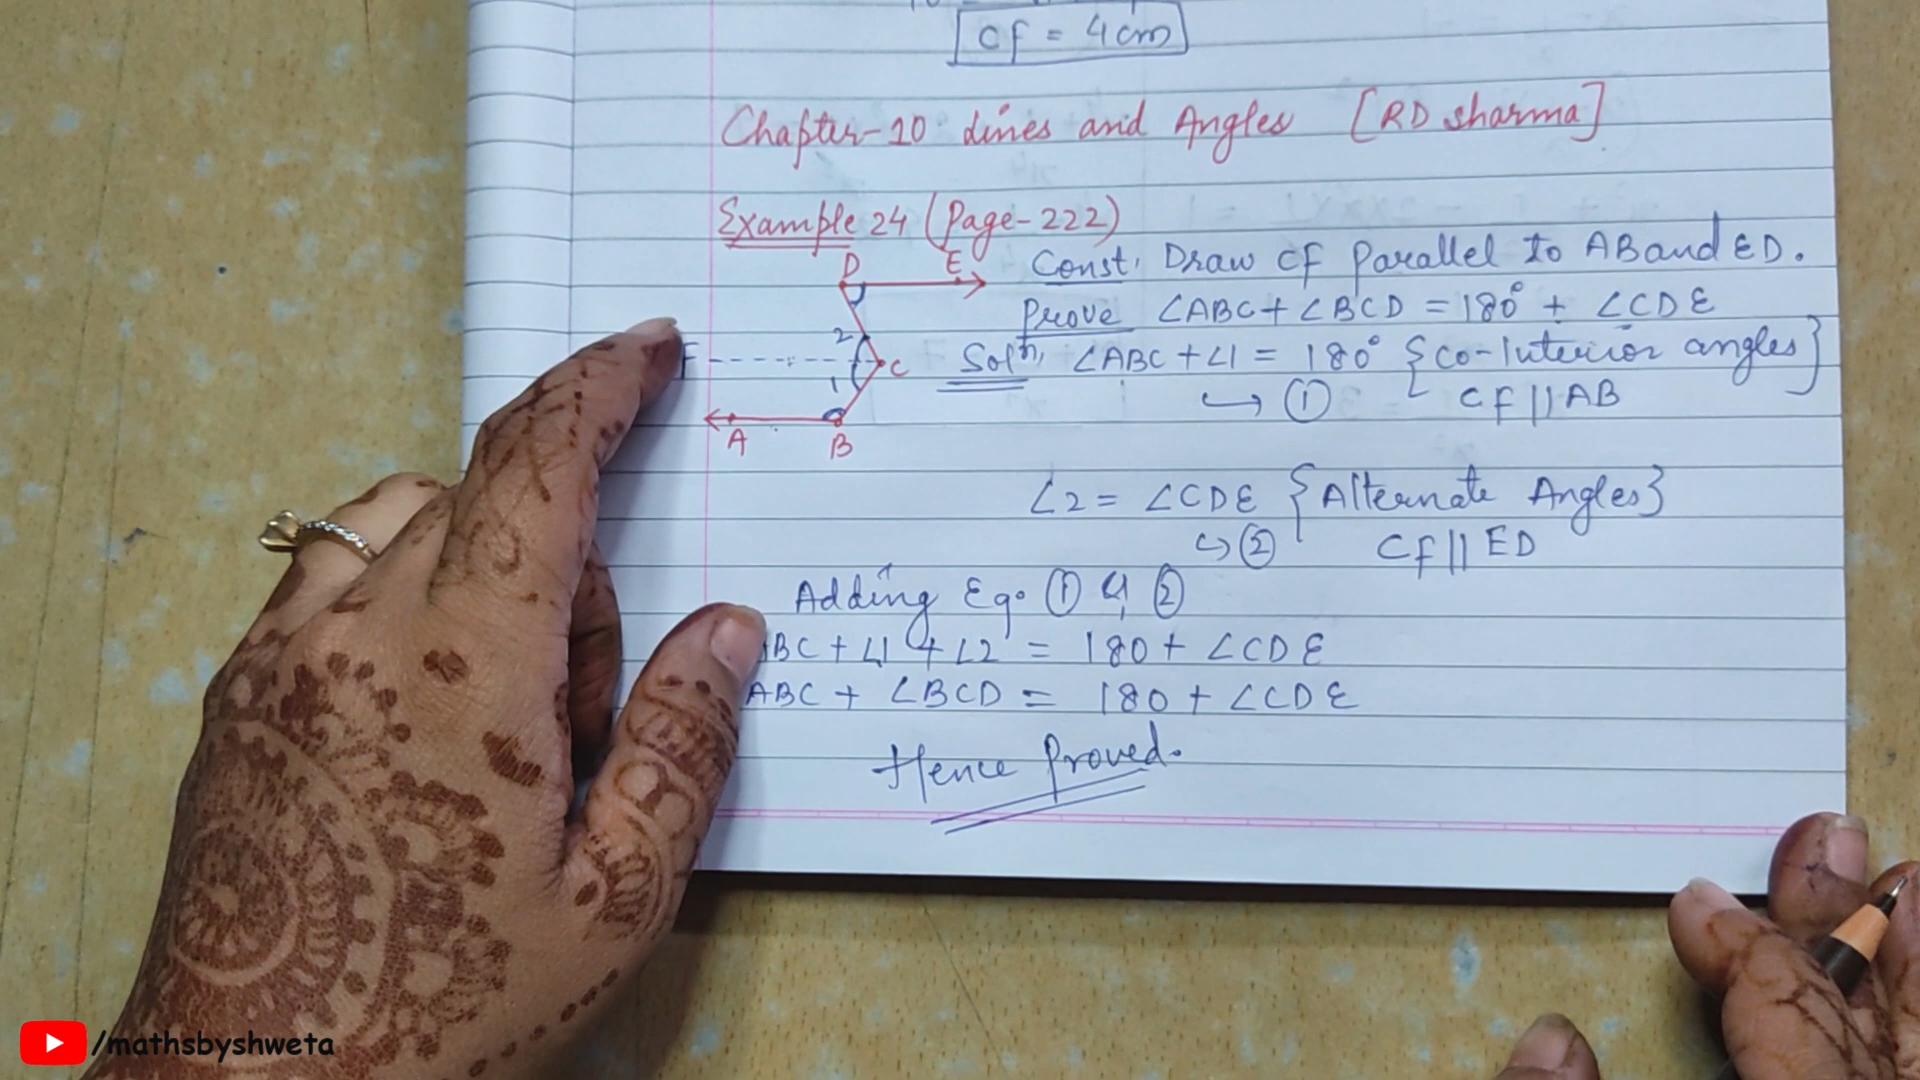 CF = 4cm
Chapter-10 Lines and Angles [RD Sharma]
Example 24 (Page-222)
D E
Const. Draw CF parallel to AB and ED.
Prove ∠ABC + ∠BCD = 180° + ∠CDE
2
F C
1
A B
Solⁿ, ∠ABC + ∠1 = 180° {Co-Interior angles}
↪ ① CF || AB
∠2 = ∠CDE {Alternate Angles}
↪ ② CF || ED
Adding Eq. ① & ②
ABC + ∠1 + ∠2 = 180 + ∠CDE
ABC + ∠BCD = 180 + ∠CDE
Hence Proved.
/mathsbyshweta